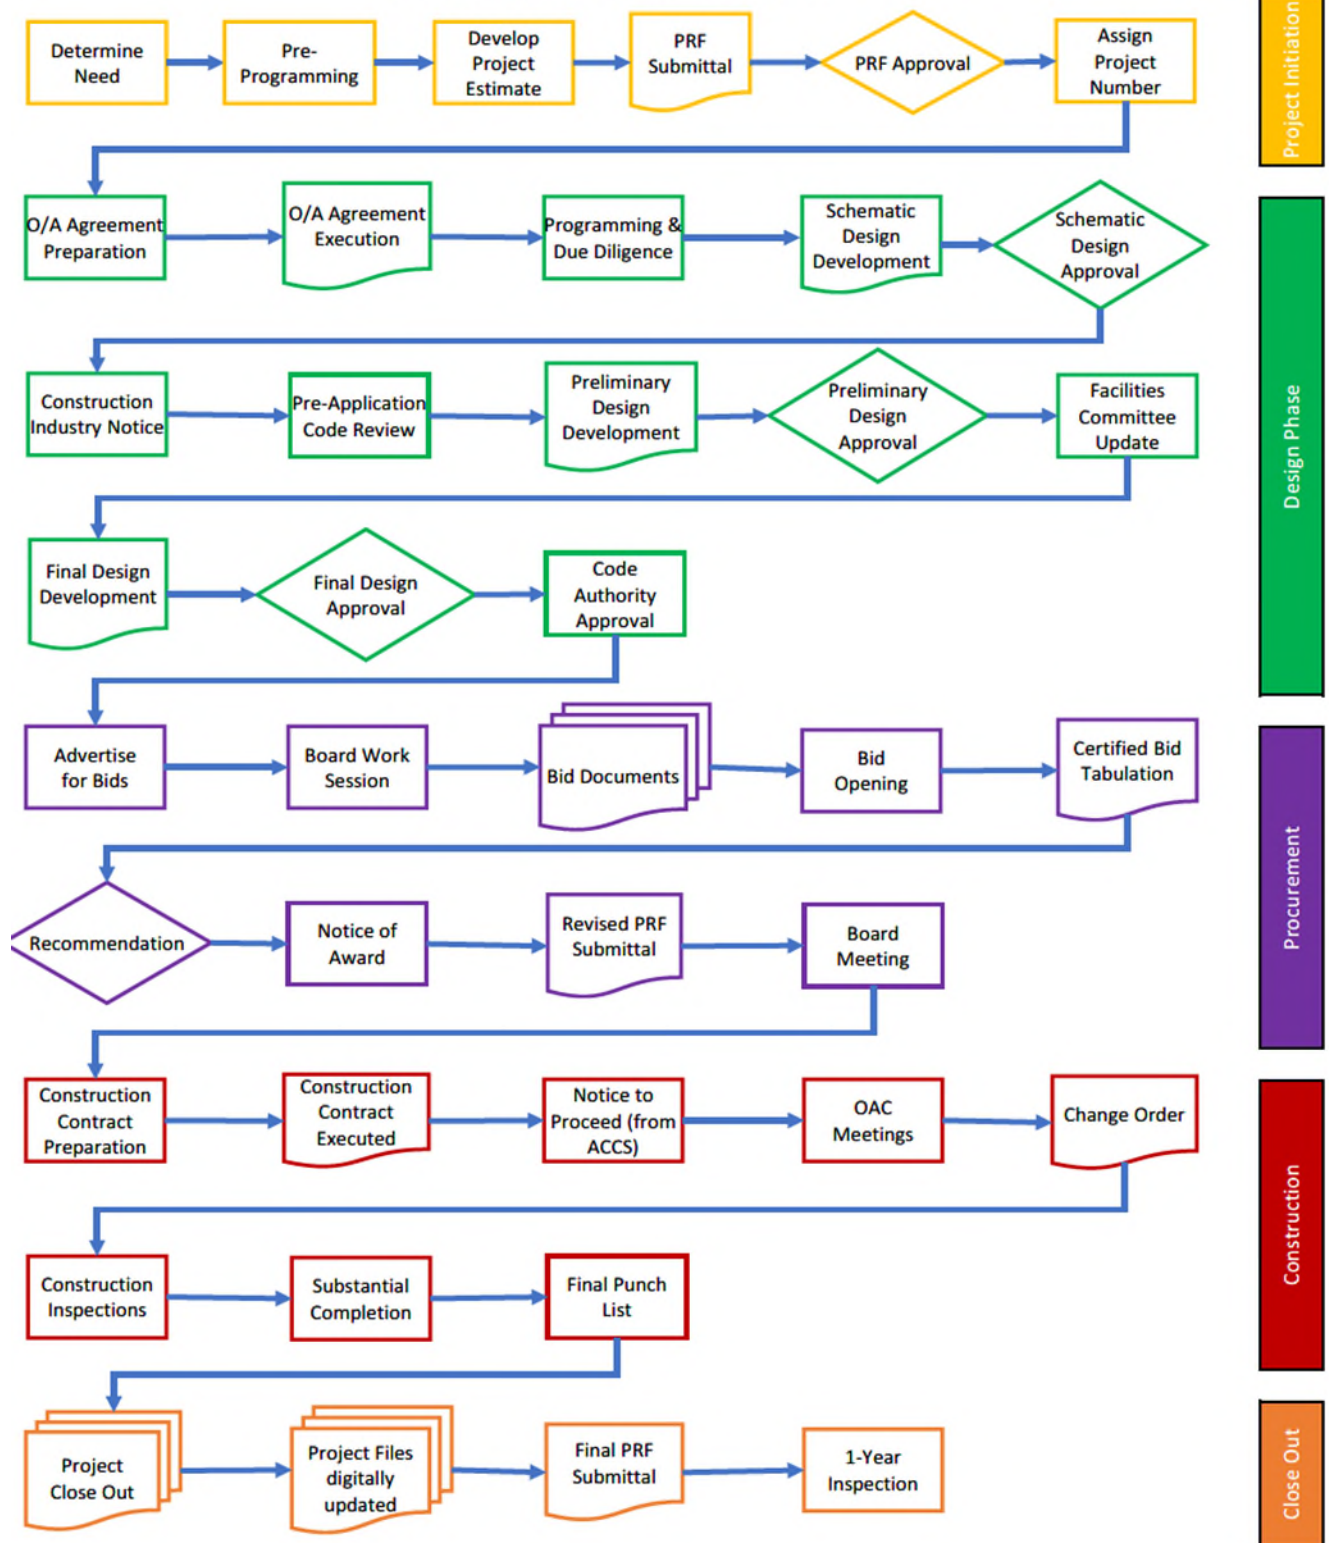 Determine
Need
Pre-
Programming
Develop
Project
Estimate
PRF
Submittal
PRF Approval
Assign
Project
Number
Project Initiation
O/A Agreement
Preparation
O/A Agreement
Execution
Programming &
Due Diligence
Schematic
Design
Development
Schematic
Design
Approval
Construction
Industry Notice
Pre-Application
Code Review
Preliminary
Design
Development
Preliminary
Design
Approval
Facilities
Committee
Update
Design Phase
Final Design
Development
Final Design
Approval
Code
Authority
Approval
Advertise
for Bids
Board Work
Session
Bid Documents
Bid
Opening
Certified Bid
Tabulation
Procurement
Recommendation
Notice of
Award
Revised PRF
Submittal
Board
Meeting
Construction
Contract
Preparation
Construction
Contract
Executed
Notice to
Proceed (from
ACCS)
OAC
Meetings
Change Order
Construction
Construction
Inspections
Substantial
Completion
Final Punch
List
Project
Close Out
Project Files
digitally
updated
Final PRF
Submittal
1-Year
Inspection
Close Out